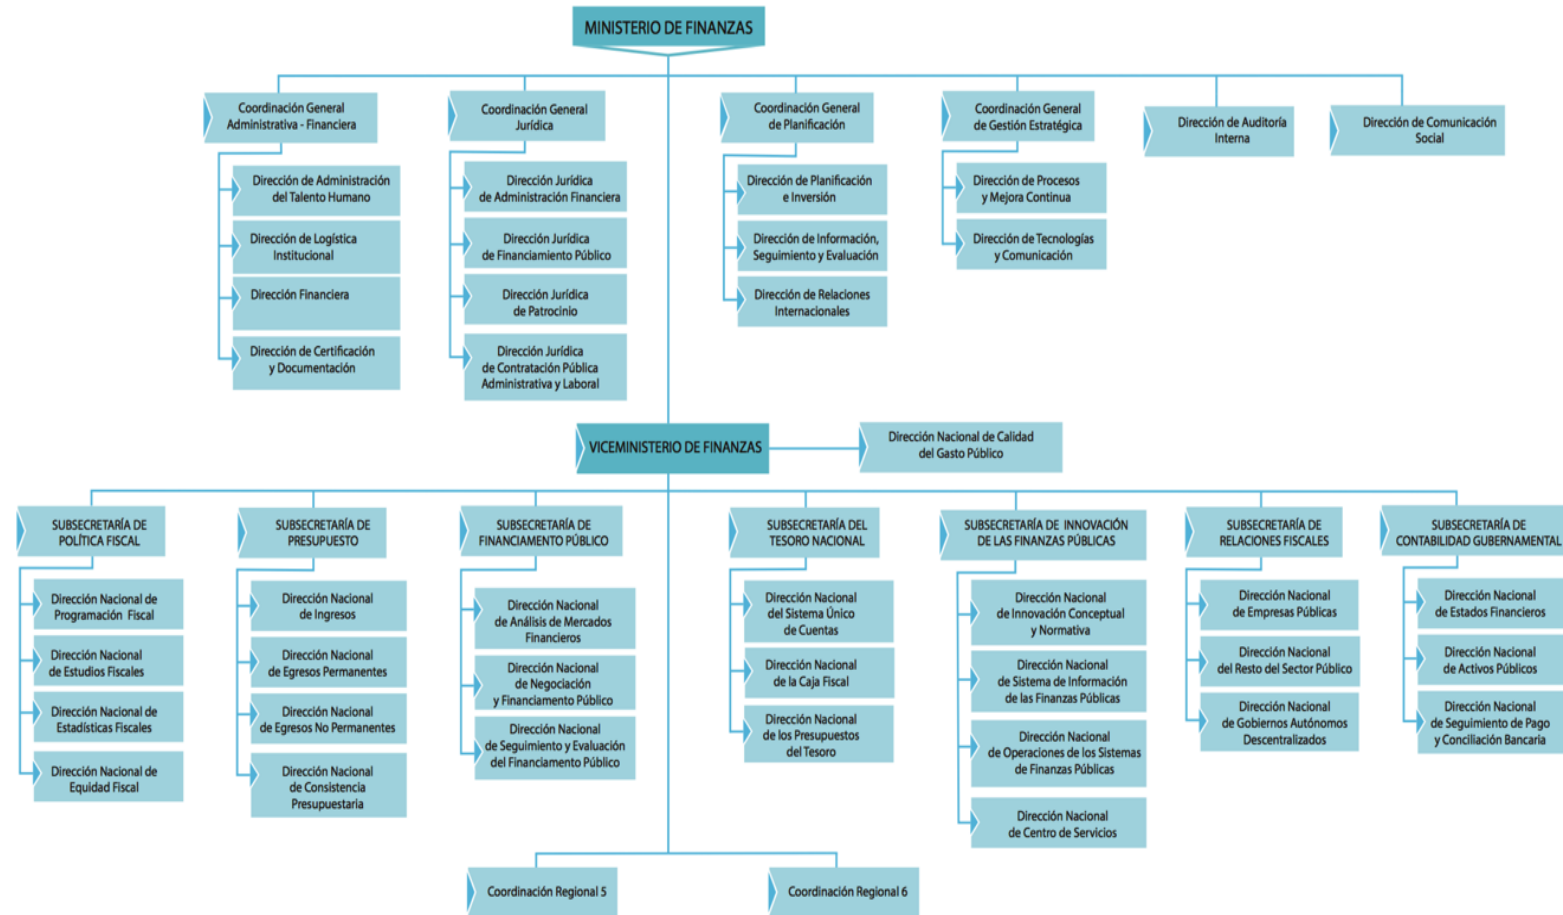 MINISTERIO DE FINANZAS
Coordinación General
Administrativa - Financiera
Coordinación General
Jurídica
Coordinación General
de Planificación
Coordinación General
de Gestión Estratégica
Dirección de Auditoría
Interna
Dirección de Comunicación
Social
Dirección de Administración
del Talento Humano
Dirección de Logística
Institucional
Dirección Financiera
Dirección de Certificación
y Documentación
Dirección Jurídica
de Administración Financiera
Dirección Jurídica
de Financiamiento Público
Dirección Jurídica
de Patrocinio
Dirección Jurídica
de Contratación Pública
Administrativa y Laboral
Dirección de Planificación
e Inversión
Dirección de Información,
Seguimiento y Evaluación
Dirección de Relaciones
Internacionales
Dirección de Procesos
y Mejora Continua
Dirección de Tecnologías
y Comunicación
VICEMINISTERIO DE FINANZAS
Dirección Nacional de Calidad
del Gasto Público
SUBSECRETARÍA DE
POLÍTICA FISCAL
SUBSECRETARÍA DE
PRESUPUESTO
SUBSECRETARÍA DE
FINANCIAMENTO PÚBLICO
SUBSECRETARÍA DEL
TESORO NACIONAL
SUBSECRETARÍA DE INNOVACIÓN
DE LAS FINANZAS PÚBLICAS
SUBSECRETARÍA DE
RELACIONES FISCALES
SUBSECRETARÍA DE
CONTABILIDAD GUBERNAMENTAL
Dirección Nacional de
Programación Fiscal
Dirección Nacional
de Estudios Fiscales
Dirección Nacional de
Estadísticas Fiscales
Dirección Nacional de
Equidad Fiscal
Dirección Nacional
de Ingresos
Dirección Nacional de
Egresos Permanentes
Dirección Nacional
de Egresos No Permanentes
Dirección Nacional
de Consistencia
Presupuestaria
Dirección Nacional
de Análisis de Mercados
Financieros
Dirección Nacional
de Negociación
y Financiamento Público
Dirección Nacional
de Seguimiento y Evaluación
del Financiamento Público
Dirección Nacional
del Sistema Único
de Cuentas
Dirección Nacional
de la Caja Fiscal
Dirección Nacional
de los Presupuestos
del Tesoro
Dirección Nacional
de Innovación Conceptual
y Normativa
Dirección Nacional
de Sistema de Información
de las Finanzas Públicas
Dirección Nacional
de Operaciones de los Sistemas
de Finanzas Públicas
Dirección Nacional
de Centro de Servicios
Dirección Nacional
de Empresas Públicas
Dirección Nacional
del Resto del Sector Público
Dirección Nacional
de Gobiernos Autónomos
Descentralizados
Dirección Nacional
de Estados Financieros
Dirección Nacional
de Activos Públicos
Dirección Nacional
de Seguimiento de Pago
y Conciliación Bancaria
Coordinación Regional 5
Coordinación Regional 6